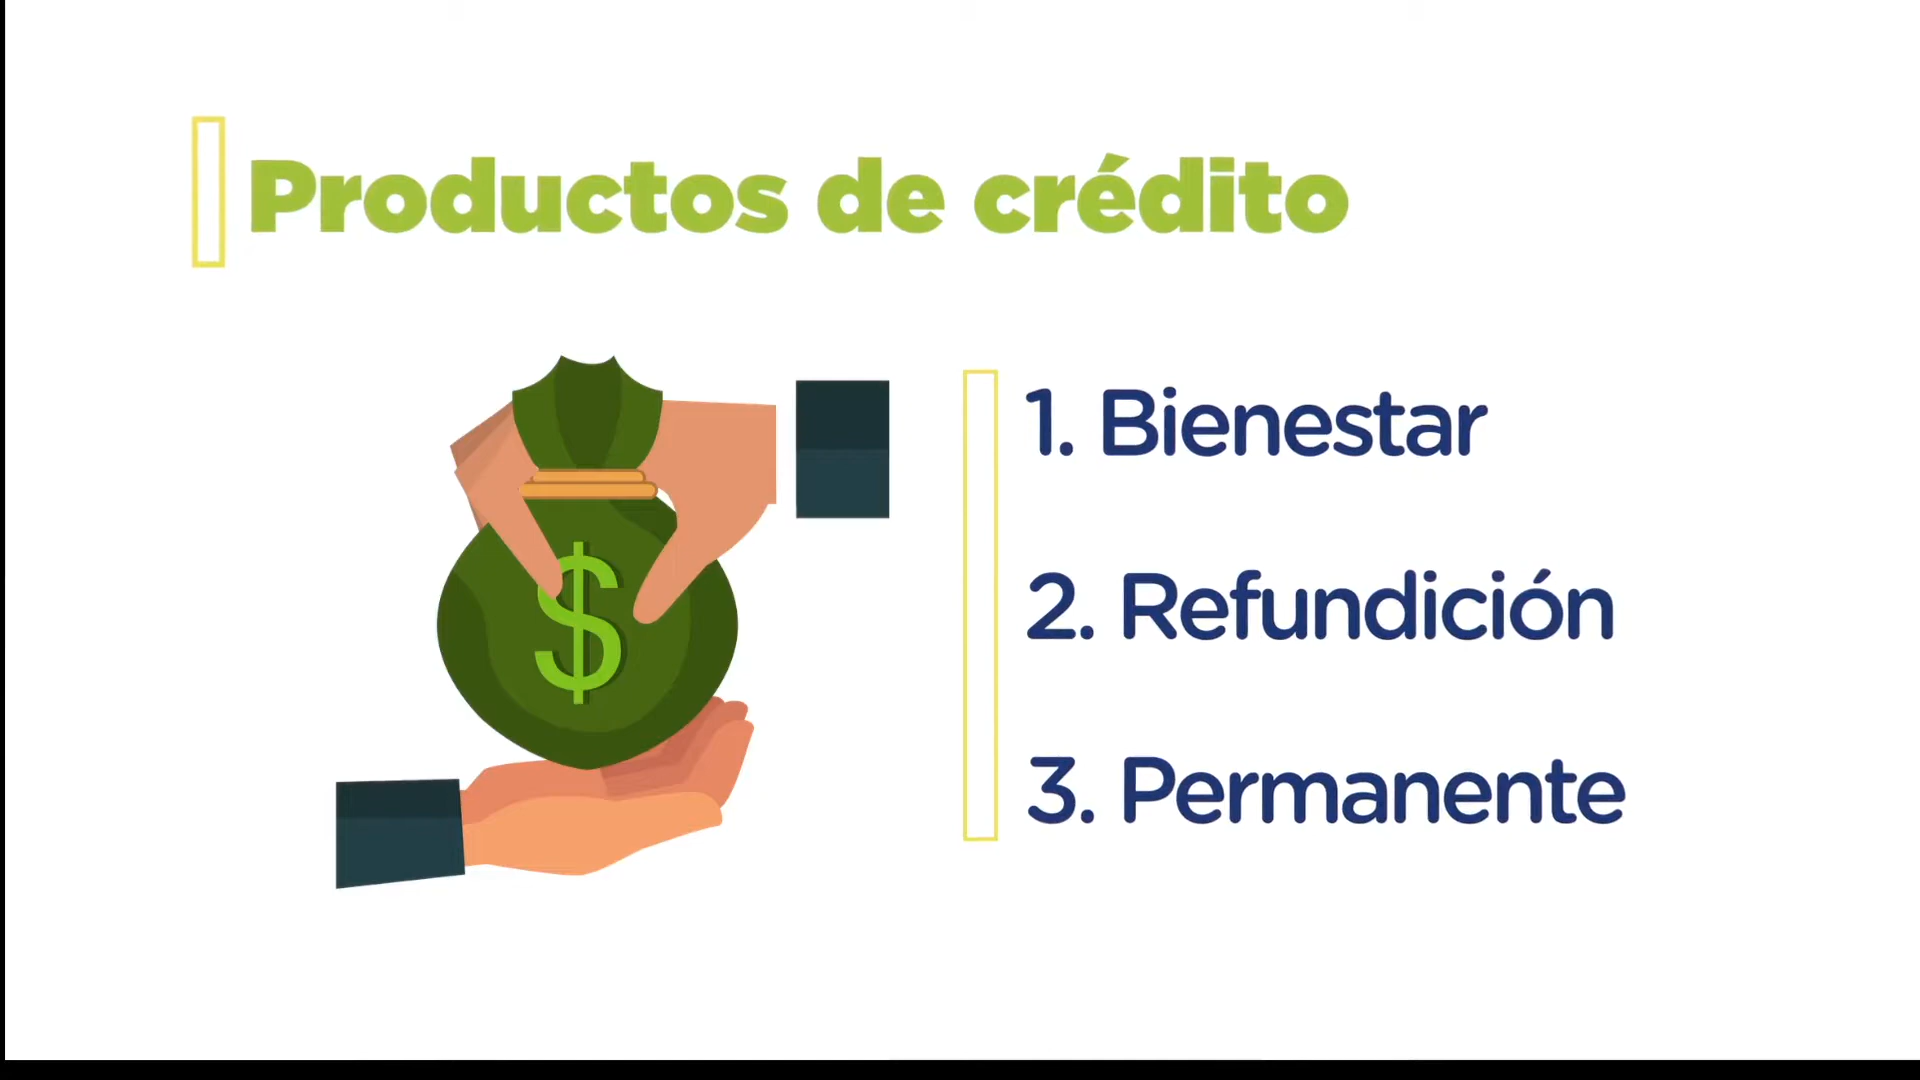 Productos de crédito
$
1. Bienestar
2. Refundición
3. Permanente